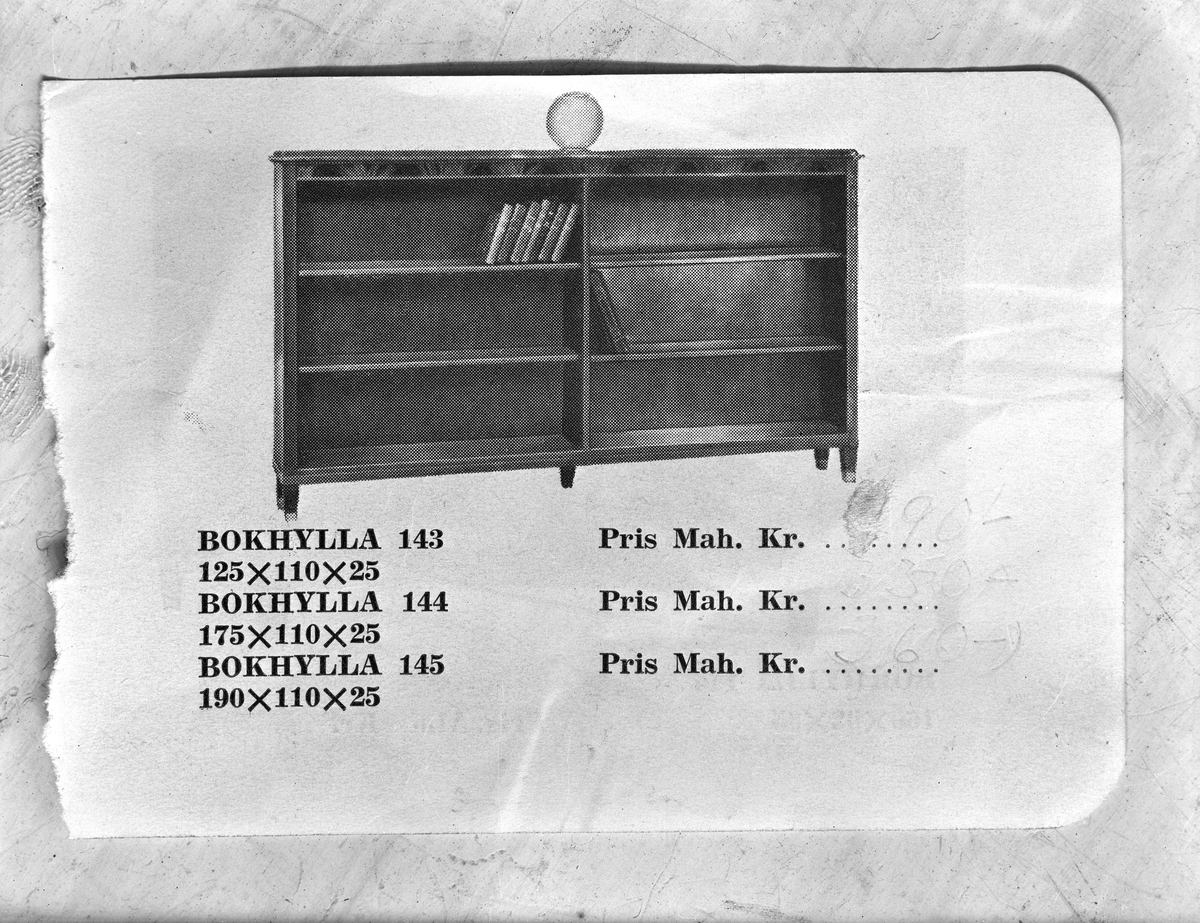 BOKHYLLA 143 Pris Mah. Kr. ........
125×110×25
BOKHYLLA 144 Pris Mah. Kr. ........
175×110×25
BOKHYLLA 145 Pris Mah. Kr. ........
190×110×25